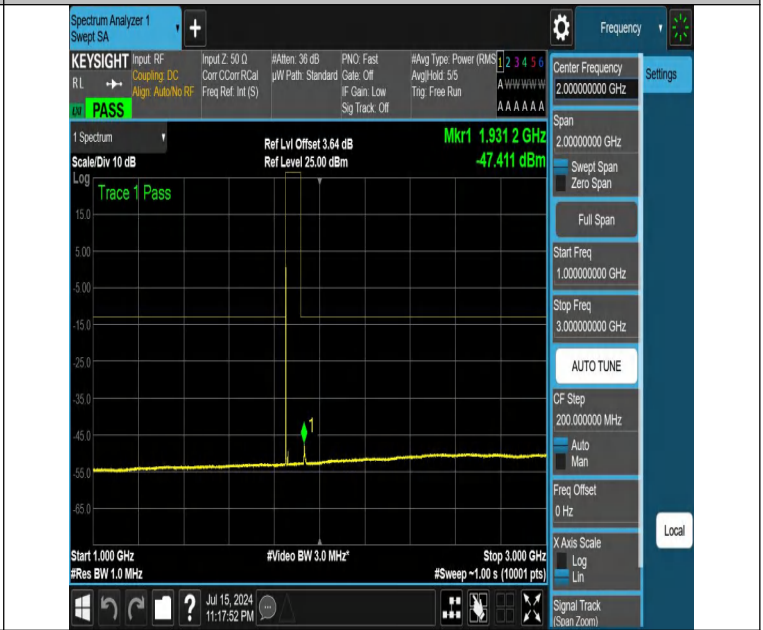 Spectrum Analyzer 1
Swept SA
+
Frequency
KEYSIGHT Input: RF
RL Coupling: DC
Align: Auto/No RF
Input Z: 50 Ω
Corr CCorr RCal
Freq Ref: Int (S)
#Atten: 36 dB
µW Path: Standard
PNO: Fast
Gate: Off
IF Gain: Low
Sig Track: Off
#Avg Type: Power (RMS
Avg|Hold: 5/5
Trig: Free Run
1 2 3 4 5 6
A W W W W W
A A A A A A
PASS
1 Spectrum
Scale/Div 10 dB
Log
Ref Lvl Offset 3.64 dB
Ref Level 25.00 dBm
Mkr1 1.931 2 GHz
-47.411 dBm
Trace 1 Pass
15.0
5.00
-5.00
-15.0
-25.0
-35.0
-45.0
-55.0
-65.0
1
Start 1.000 GHz
#Res BW 1.0 MHz
#Video BW 3.0 MHz*
Stop 3.000 GHz
#Sweep ~1.00 s (10001 pts)
?
Jul 15, 2024
11:17:52 PM
Center Frequency
2.000000000 GHz
Settings
Span
2.00000000 GHz
Swept Span
Zero Span
Full Span
Start Freq
1.000000000 GHz
Stop Freq
3.000000000 GHz
AUTO TUNE
CF Step
200.000000 MHz
Auto
Man
Freq Offset
0 Hz
X Axis Scale
Log
Lin
Local
Signal Track
(Span Zoom)